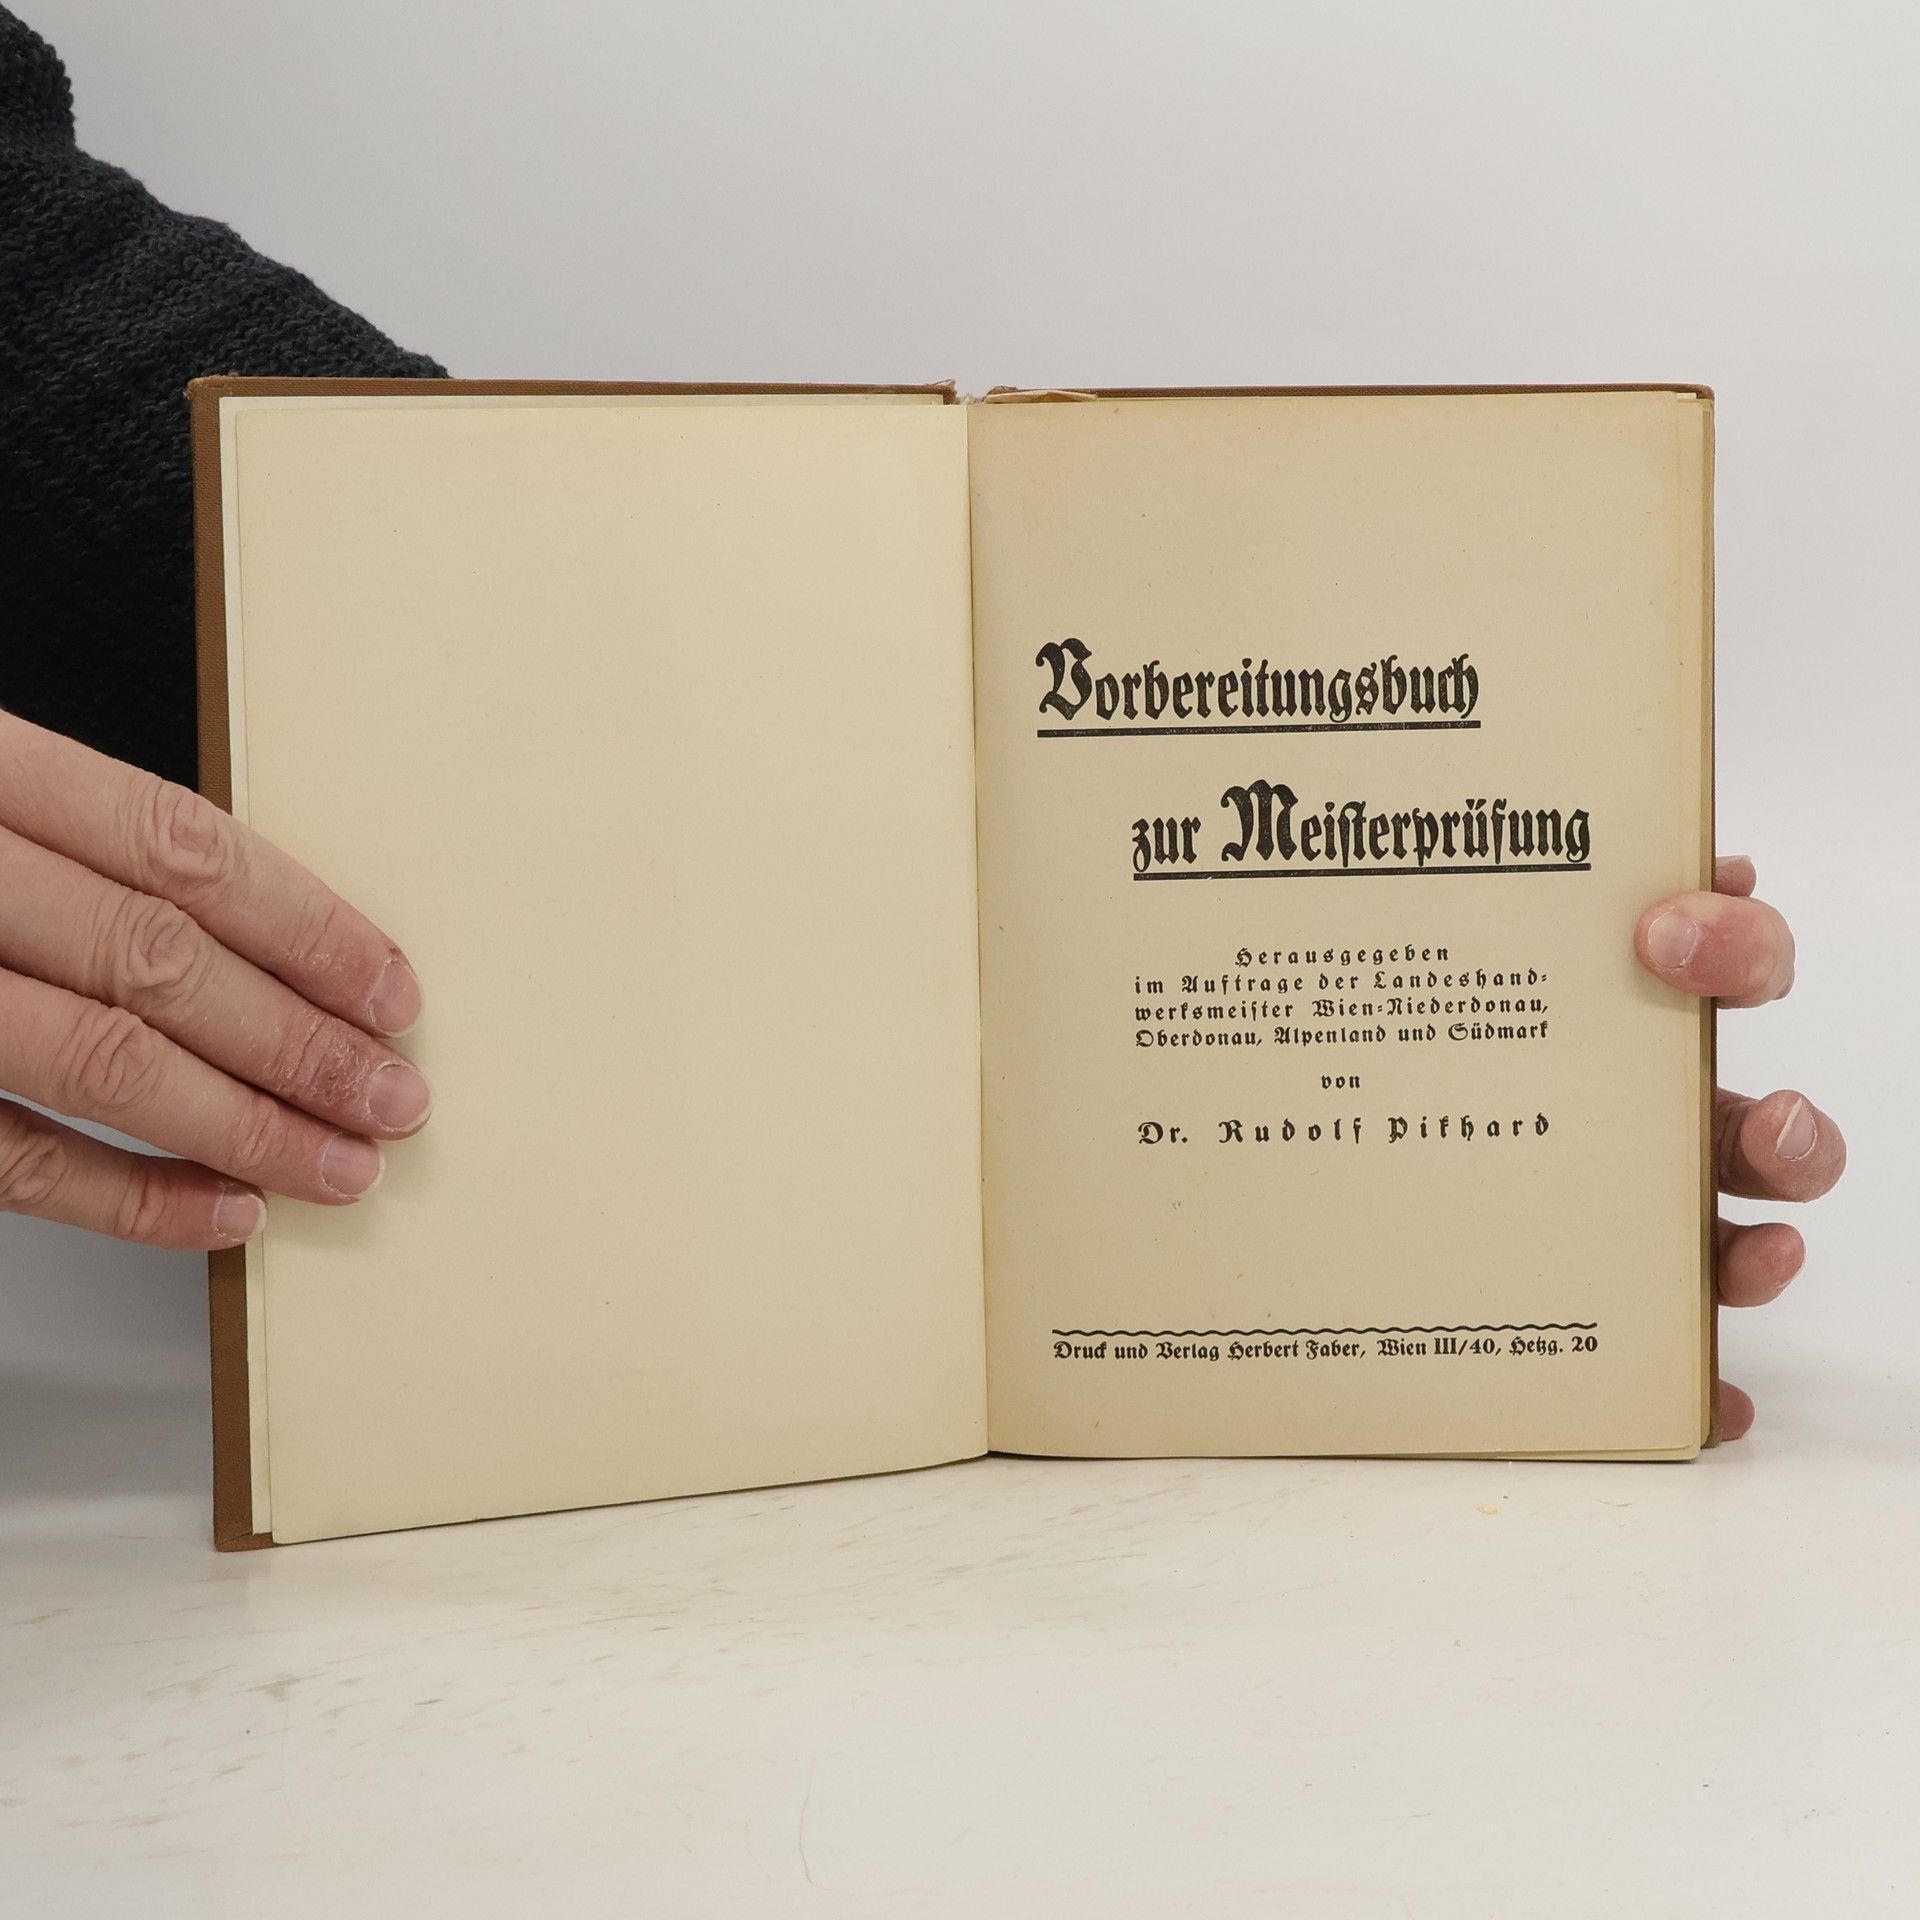 Vorbereitungsbuch
zur Meisterprüfung
Herausgegeben
im Auftrage der Landeshand-
werksmeister Wien-Niederdonau,
Oberdonau, Alpenland und Südmark
von
Dr. Rudolf Pikhard
Druck und Verlag Herbert Faber, Wien III/40, Hetzg. 20